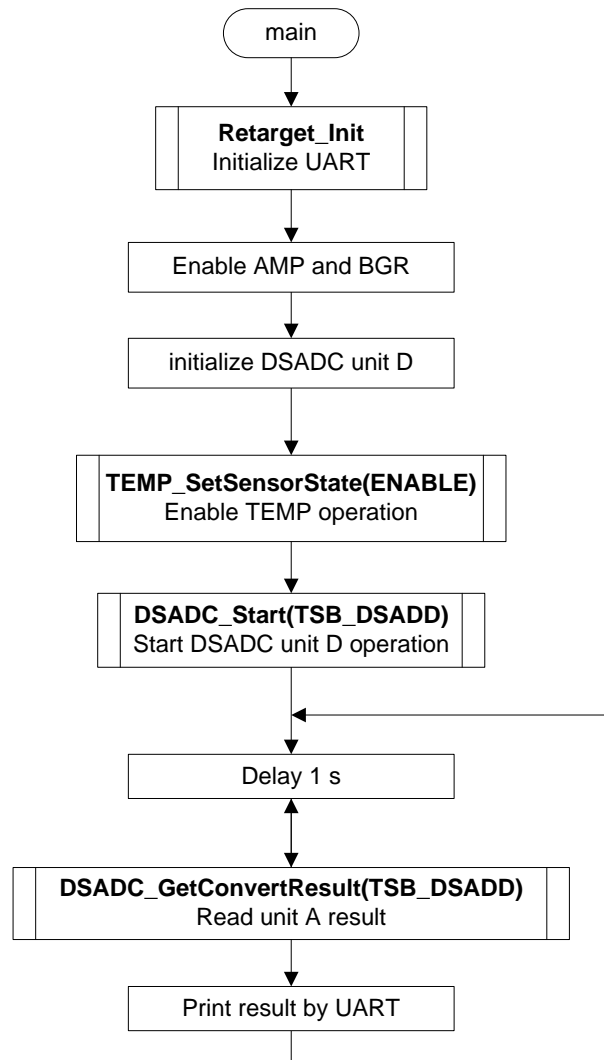 main
Retarget_Init
Initialize UART
Enable AMP and BGR
initialize DSADC unit D
TEMP_SetSensorState(ENABLE)
Enable TEMP operation
DSADC_Start(TSB_DSADD)
Start DSADC unit D operation
Delay 1 s
DSADC_GetConvertResult(TSB_DSADD)
Read unit A result
Print result by UART